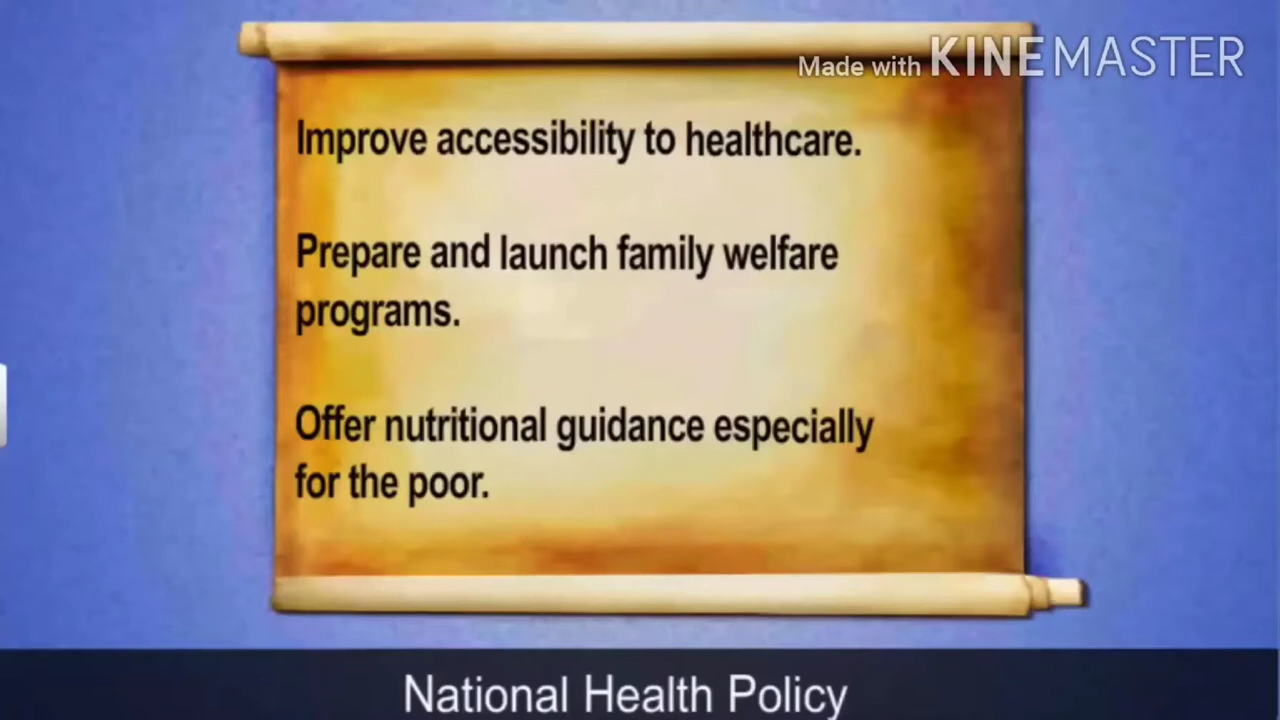 Made with KINEMASTER
Improve accessibility to healthcare.
Prepare and launch family welfare
programs.
Offer nutritional guidance especially
for the poor.
National Health Policy